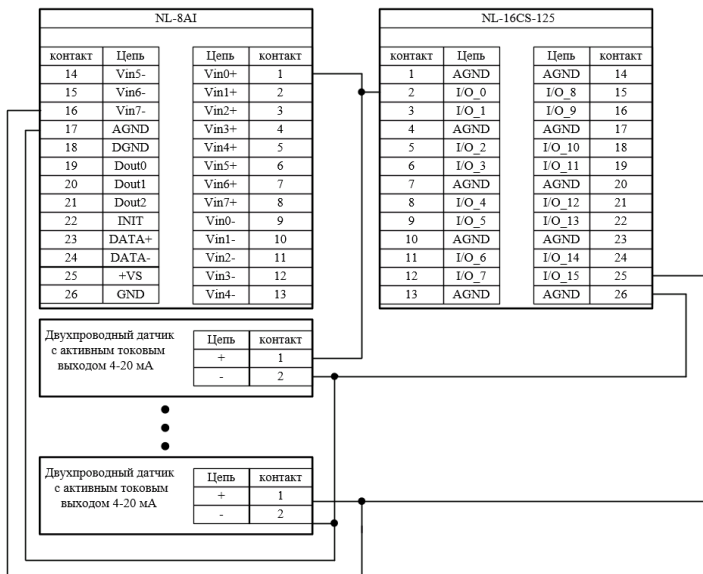 NL-8AI
контакт Цепь Цепь контакт
14 Vin5- Vin0+ 1
15 Vin6- Vin1+ 2
16 Vin7- Vin2+ 3
17 AGND Vin3+ 4
18 DGND Vin4+ 5
19 Dout0 Vin5+ 6
20 Dout1 Vin6+ 7
21 Dout2 Vin7+ 8
22 INIT Vin0- 9
23 DATA+ Vin1- 10
24 DATA- Vin2- 11
25 +VS Vin3- 12
26 GND Vin4- 13
NL-16CS-125
контакт Цепь Цепь контакт
1 AGND AGND 14
2 I/O_0 I/O_8 15
3 I/O_1 I/O_9 16
4 AGND AGND 17
5 I/O_2 I/O_10 18
6 I/O_3 I/O_11 19
7 AGND AGND 20
8 I/O_4 I/O_12 21
9 I/O_5 I/O_13 22
10 AGND AGND 23
11 I/O_6 I/O_14 24
12 I/O_7 I/O_15 25
13 AGND AGND 26
Двухпроводный датчик
с активным токовым
выходом 4-20 мА
Цепь контакт
+ 1
- 2
Двухпроводный датчик
с активным токовым
выходом 4-20 мА
Цепь контакт
+ 1
- 2